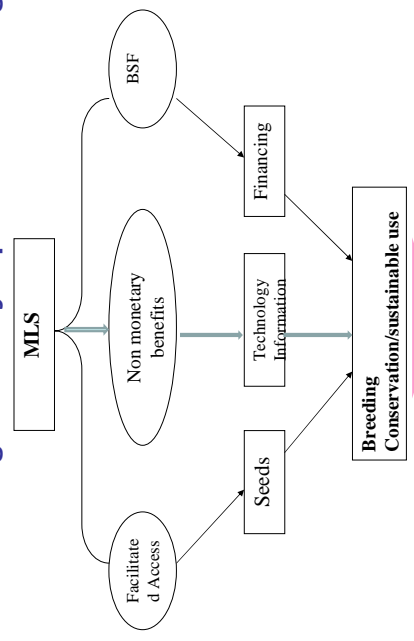 MLS
Facilitate
d Access
Non monetary
benefits
BSF
Seeds
Technology
Information
Financing
Breeding
Conservation/sustainable use